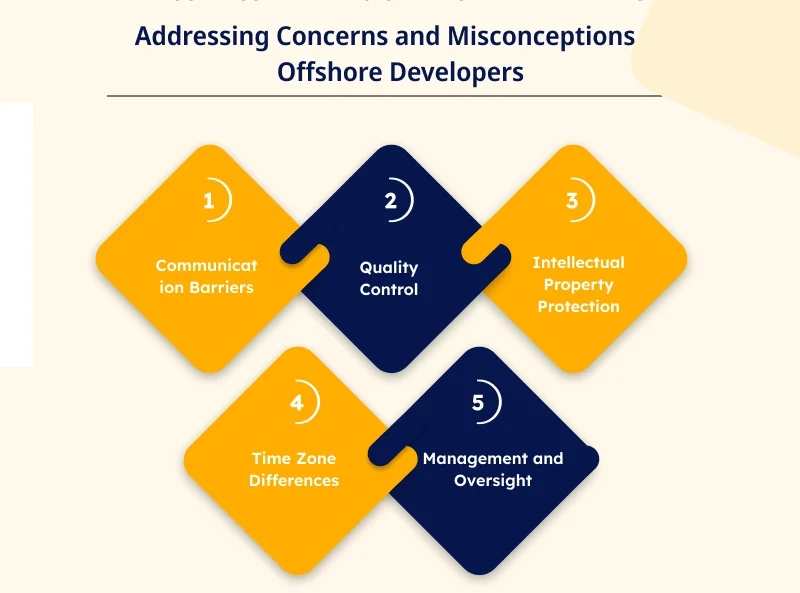 Addressing Concerns and Misconceptions
Offshore Developers
1
Communicat
ion Barriers
2
Quality
Control
3
Intellectual
Property
Protection
4
Time Zone
Differences
5
Management and
Oversight